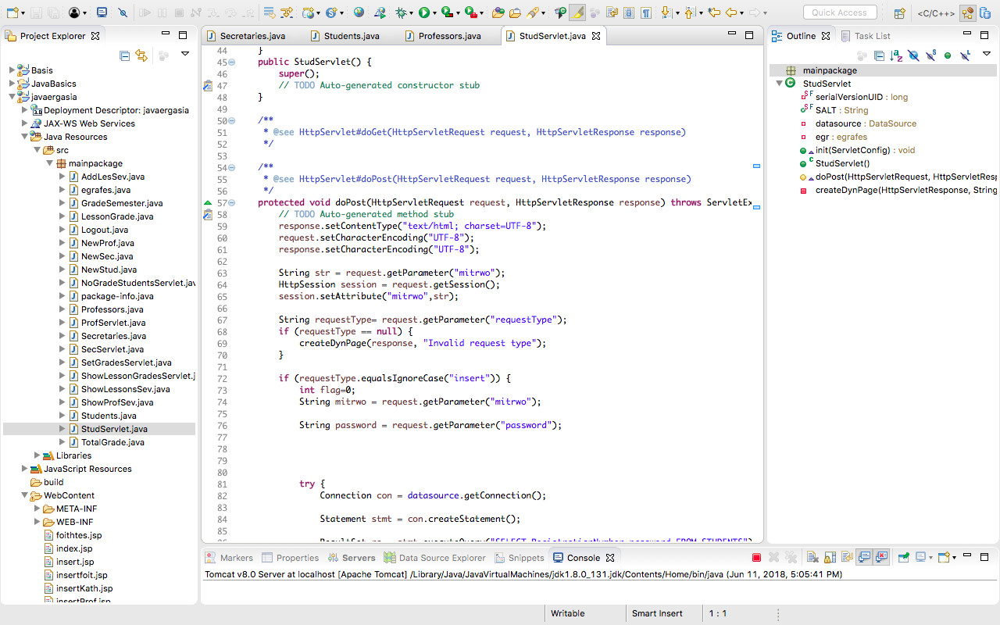 Quick Access
<C/C++>
Project Explorer
Basis
JavaBasics
javaergasia
Deployment Descriptor: javaergasia
JAX-WS Web Services
Java Resources
src
mainpackage
AddLesSev.java
egrafes.java
GradeSemester.java
LessonGrade.java
Logout.java
NewProf.java
NewSec.java
NewStud.java
NoGradeStudentsServlet.jav
package-info.java
Professors.java
ProfServlet.java
Secretaries.java
SecServlet.java
SetGradesServlet.java
ShowLessonGradesServlet.j
ShowLessonsSev.java
ShowProfSev.java
Students.java
StudServlet.java
TotalGrade.java
Libraries
JavaScript Resources
build
WebContent
META-INF
WEB-INF
foithtes.jsp
index.jsp
insert.jsp
insertfoit.jsp
insertKath.jsp
insertProf.jsp
Secretaries.java
Students.java
Professors.java
StudServlet.java
44 }
45 public StudServlet() {
46 super();
47 // TODO Auto-generated constructor stub
48 }
49
50 /**
51 * @see HttpServlet#doGet(HttpServletRequest request, HttpServletResponse response)
52 */
53
54 /**
55 * @see HttpServlet#doPost(HttpServletRequest request, HttpServletResponse response)
56 */
57 protected void doPost(HttpServletRequest request, HttpServletResponse response) throws ServletEx
58 // TODO Auto-generated method stub
59 response.setContentType("text/html; charset=UTF-8");
60 request.setCharacterEncoding("UTF-8");
61 response.setCharacterEncoding("UTF-8");
62
63 String str = request.getParameter("mitrwo");
64 HttpSession session = request.getSession();
65 session.setAttribute("mitrwo",str);
66
67 String requestType= request.getParameter("requestType");
68 if (requestType == null) {
69 createDynPage(response, "Invalid request type");
70 }
71
72 if (requestType.equalsIgnoreCase("insert")) {
73 int flag=0;
74 String mitrwo = request.getParameter("mitrwo");
75
76 String password = request.getParameter("password");
77
78
79
80
81 try {
82 Connection con = datasource.getConnection();
83
84 Statement stmt = con.createStatement();
85
Outline
Task List
mainpackage
StudServlet
serialVersionUID : long
SALT : String
datasource : DataSource
egr : egrafes
init(ServletConfig) : void
StudServlet()
doPost(HttpServletRequest, HttpServletResp
createDynPage(HttpServletResponse, String
Markers
Properties
Servers
Data Source Explorer
Snippets
Console
Tomcat v8.0 Server at localhost [Apache Tomcat] /Library/Java/JavaVirtualMachines/jdk1.8.0_131.jdk/Contents/Home/bin/java (Jun 11, 2018, 5:05:41 PM)
Writable
Smart Insert
1 : 1